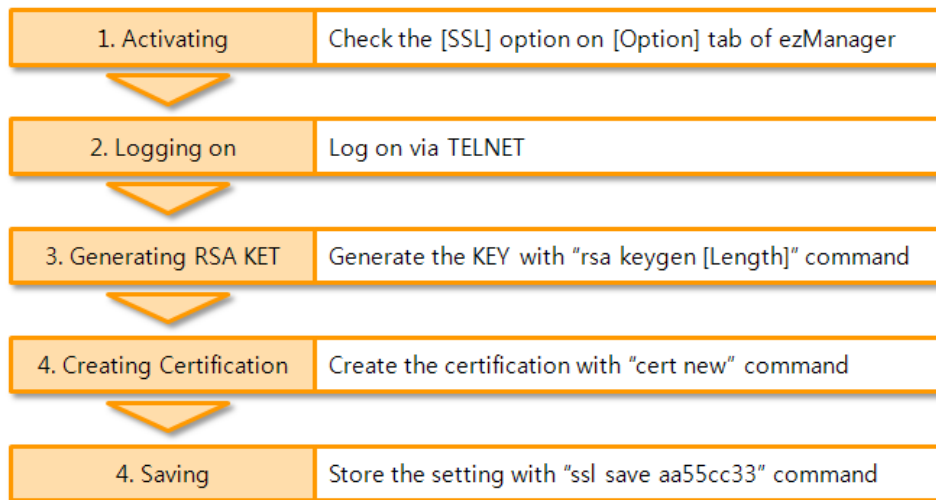 1. Activating
Check the [SSL] option on [Option] tab of ezManager
2. Logging on
Log on via TELNET
3. Generating RSA KET
Generate the KEY with “rsa keygen [Length]” command
4. Creating Certification
Create the certification with “cert new” command
4. Saving
Store the setting with “ssl save aa55cc33” command